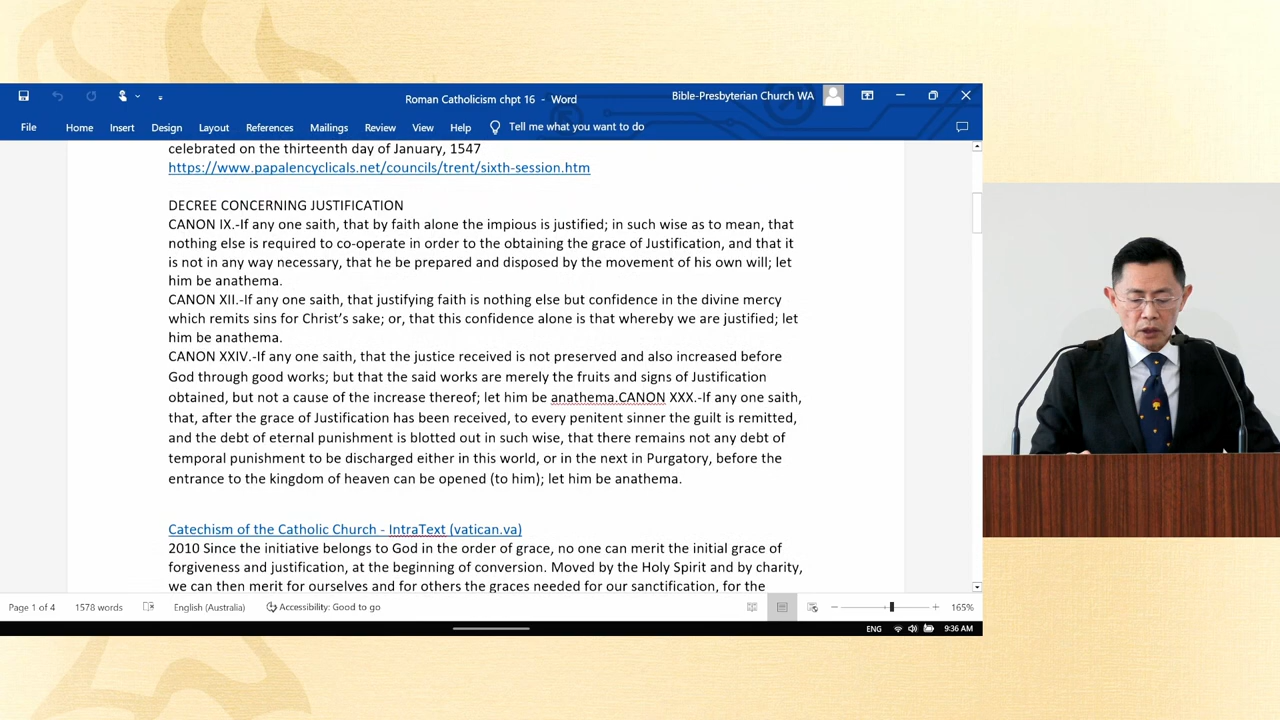 Roman Catholicism chpt 16 - Word
Bible-Presbyterian Church WA
File Home Insert Design Layout References Mailings Review View Help Tell me what you want to do
celebrated on the thirteenth day of January, 1547
https://www.papalencyclicals.net/councils/trent/sixth-session.htm
DECREE CONCERNING JUSTIFICATION
CANON IX.-If any one saith, that by faith alone the impious is justified; in such wise as to mean, that
nothing else is required to co-operate in order to the obtaining the grace of Justification, and that it
is not in any way necessary, that he be prepared and disposed by the movement of his own will; let
him be anathema.
CANON XII.-If any one saith, that justifying faith is nothing else but confidence in the divine mercy
which remits sins for Christ's sake; or, that this confidence alone is that whereby we are justified; let
him be anathema.
CANON XXIV.-If any one saith, that the justice received is not preserved and also increased before
God through good works; but that the said works are merely the fruits and signs of Justification
obtained, but not a cause of the increase thereof; let him be anathema.CANON XXX.-If any one saith,
that, after the grace of Justification has been received, to every penitent sinner the guilt is remitted,
and the debt of eternal punishment is blotted out in such wise, that there remains not any debt of
temporal punishment to be discharged either in this world, or in the next in Purgatory, before the
entrance to the kingdom of heaven can be opened (to him); let him be anathema.
Catechism of the Catholic Church - IntraText (vatican.va)
2010 Since the initiative belongs to God in the order of grace, no one can merit the initial grace of
forgiveness and justification, at the beginning of conversion. Moved by the Holy Spirit and by charity,
we can then merit for ourselves and for others the graces needed for our sanctification, for the
Page 1 of 4 1578 words English (Australia) Accessibility: Good to go 165%
ENG 9:36 AM